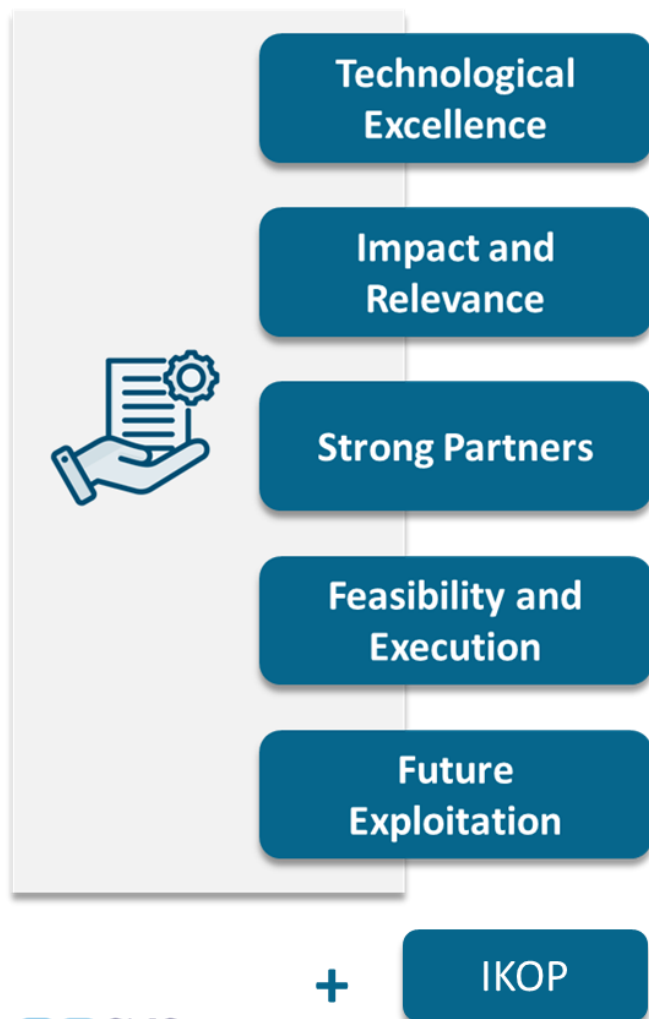 Technological
Excellence
Impact and
Relevance
Strong Partners
Feasibility and
Execution
Future
Exploitation
+
IKOP